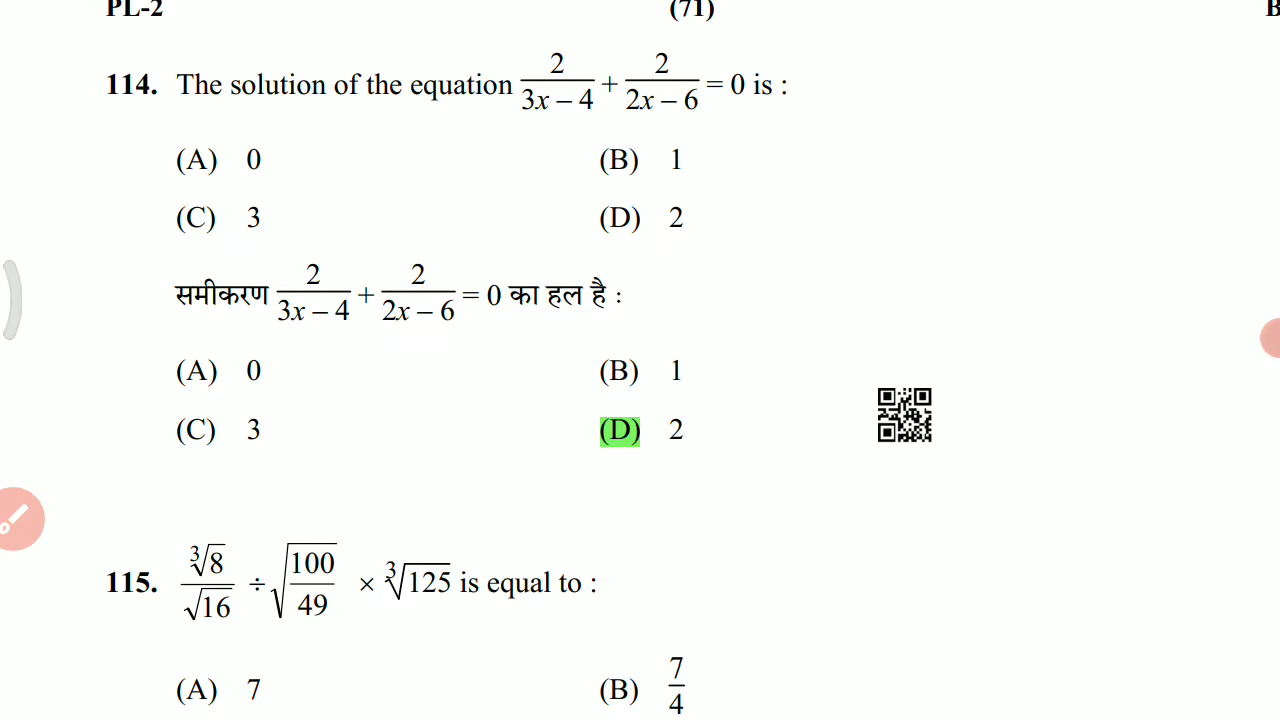 PL-2 (71) B
114. The solution of the equation 2/(3x – 4) + 2/(2x – 6) = 0 is :
(A) 0 (B) 1
(C) 3 (D) 2
समीकरण 2/(3x – 4) + 2/(2x – 6) = 0 का हल है :
(A) 0 (B) 1
(C) 3 (D) 2
115. ∛8/√16 ÷ √(100/49) × ∛125 is equal to :
(A) 7 (B) 7/4